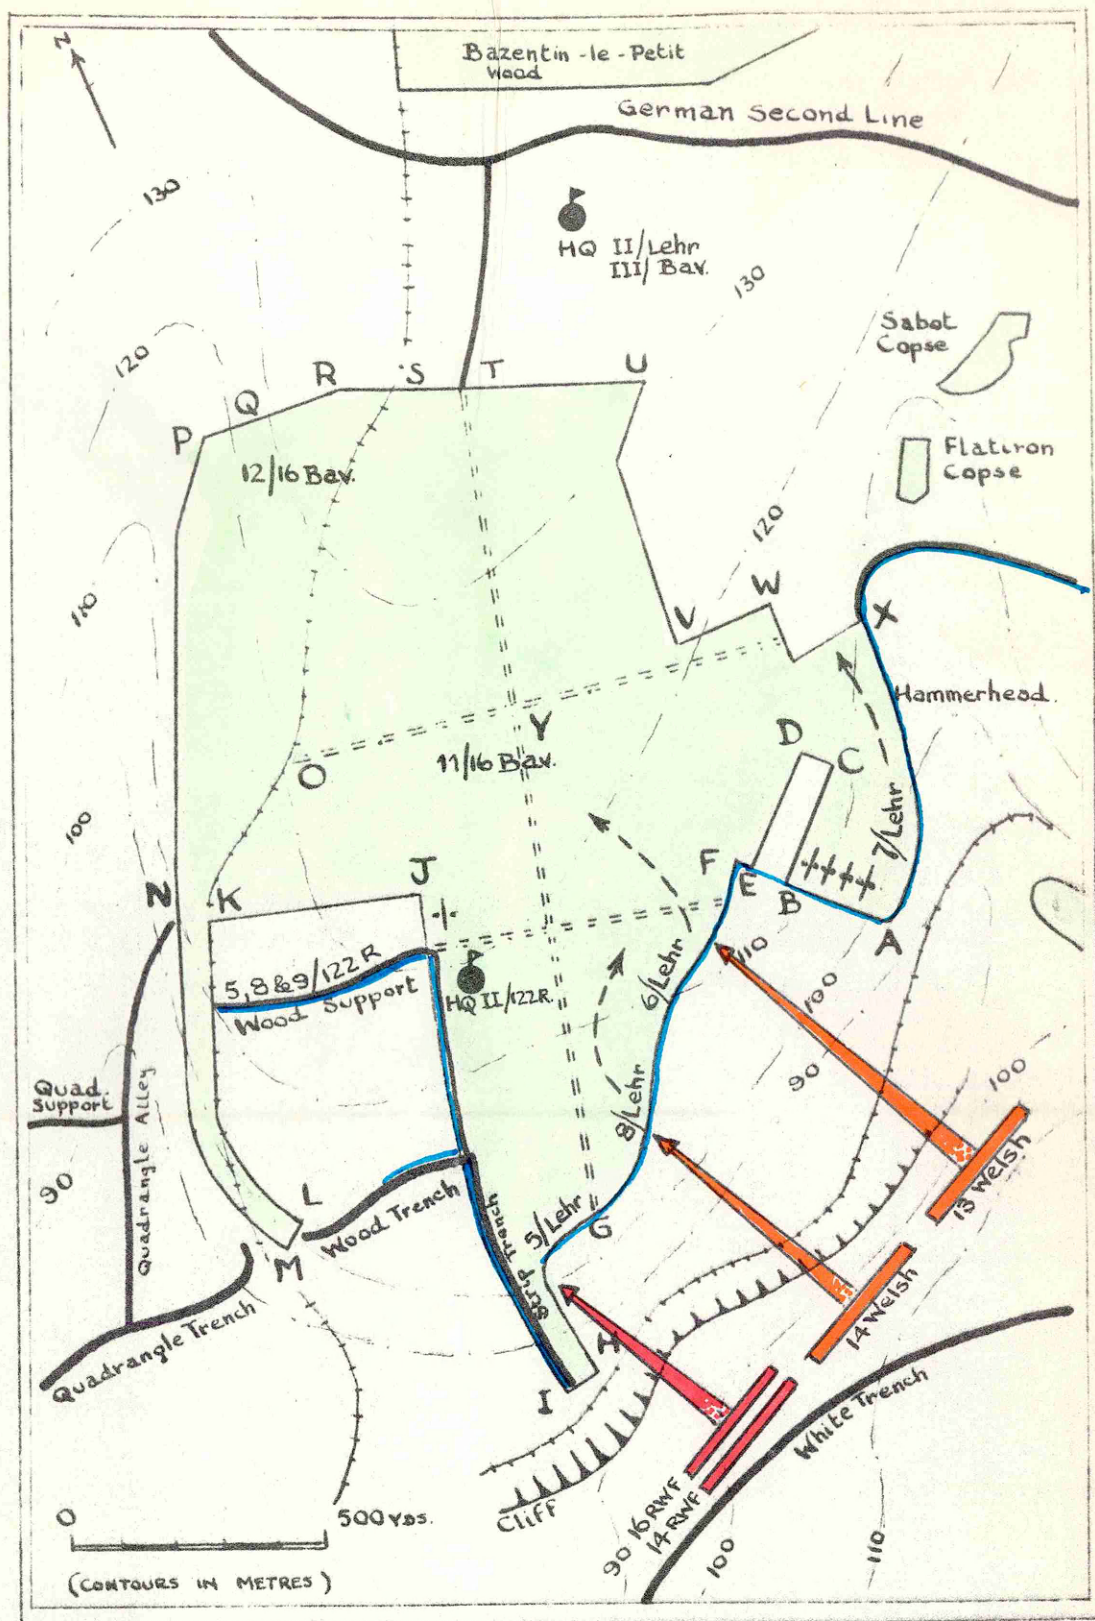 N
Bazentin-le-Petit
Wood
German Second Line
130
HQ II/Lehr
III/Bav.
130
Sabot
Copse
120
R
S
T
U
Q
P
12/16 Bav.
Flatiron
Copse
120
W
X
V
110
Hammerhead.
Y
D
C
O
11/16 Bav.
7/Lehr
100
F
E
B
A
N
K
J
110
5, 8 & 9/122 R
Wood Support
HQ II/122R.
6/Lehr
100
90
100
Quad.
Support
Quadrangle Alley
8/Lehr
13 Welsh
90
L
Wood Trench
Strip Trench
5/Lehr
G
M
14 Welsh
Quadrangle Trench
H
I
White Trench
0
500 YDS.
Cliff
16 RWF
14 RWF
90
100
110
(CONTOURS IN METRES)